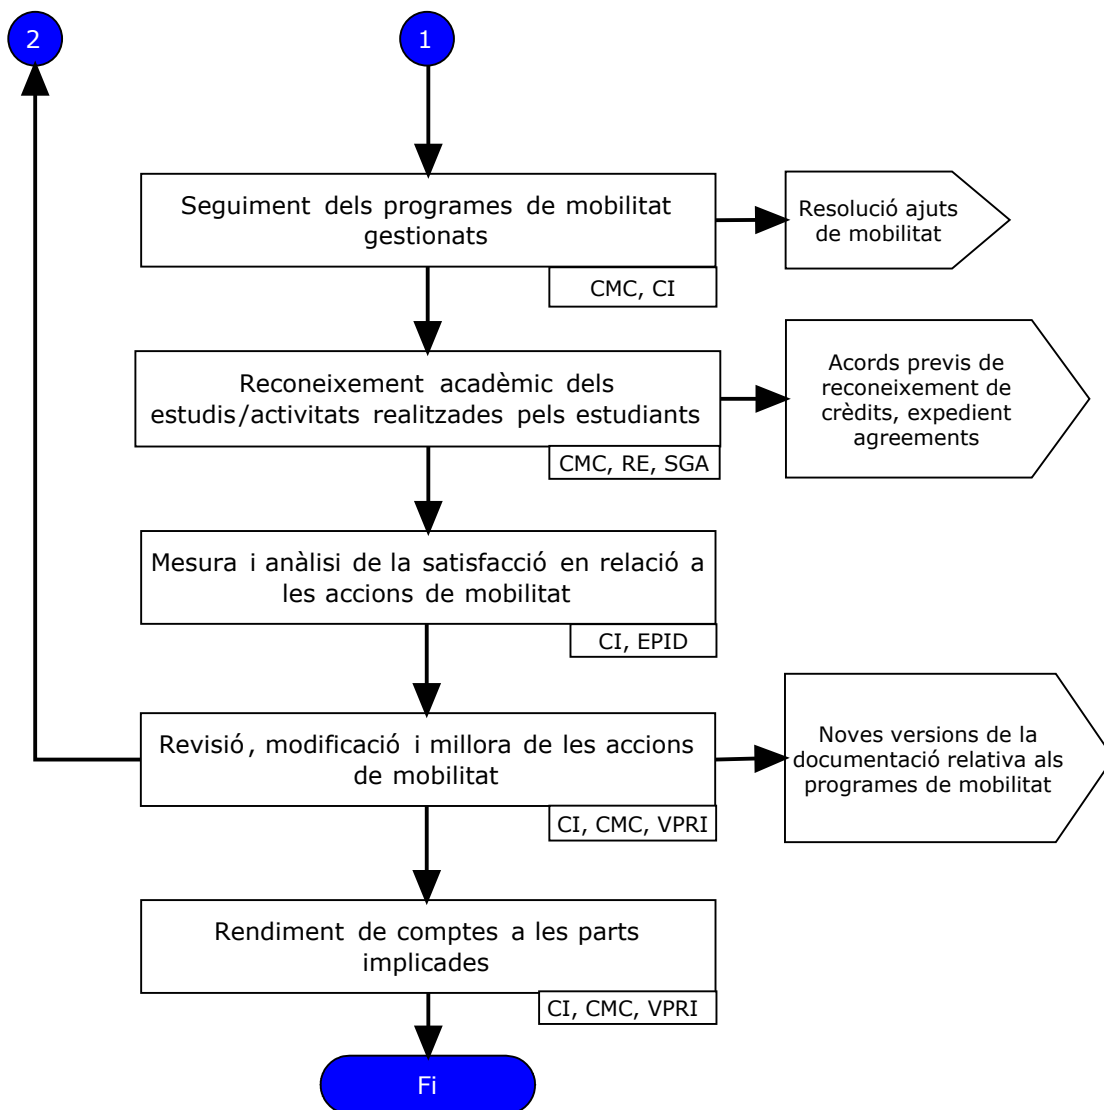 2
1
Seguiment dels programes de mobilitat
gestionats
CMC, CI
Resolució ajuts
de mobilitat
Reconeixement acadèmic dels
estudis/activitats realitzades pels estudiants
CMC, RE, SGA
Acords previs de
reconeixement de
crèdits, expedient
agreements
Mesura i anàlisi de la satisfacció en relació a
les accions de mobilitat
CI, EPID
Revisió, modificació i millora de les accions
de mobilitat
CI, CMC, VPRI
Noves versions de la
documentació relativa als
programes de mobilitat
Rendiment de comptes a les parts
implicades
CI, CMC, VPRI
Fi